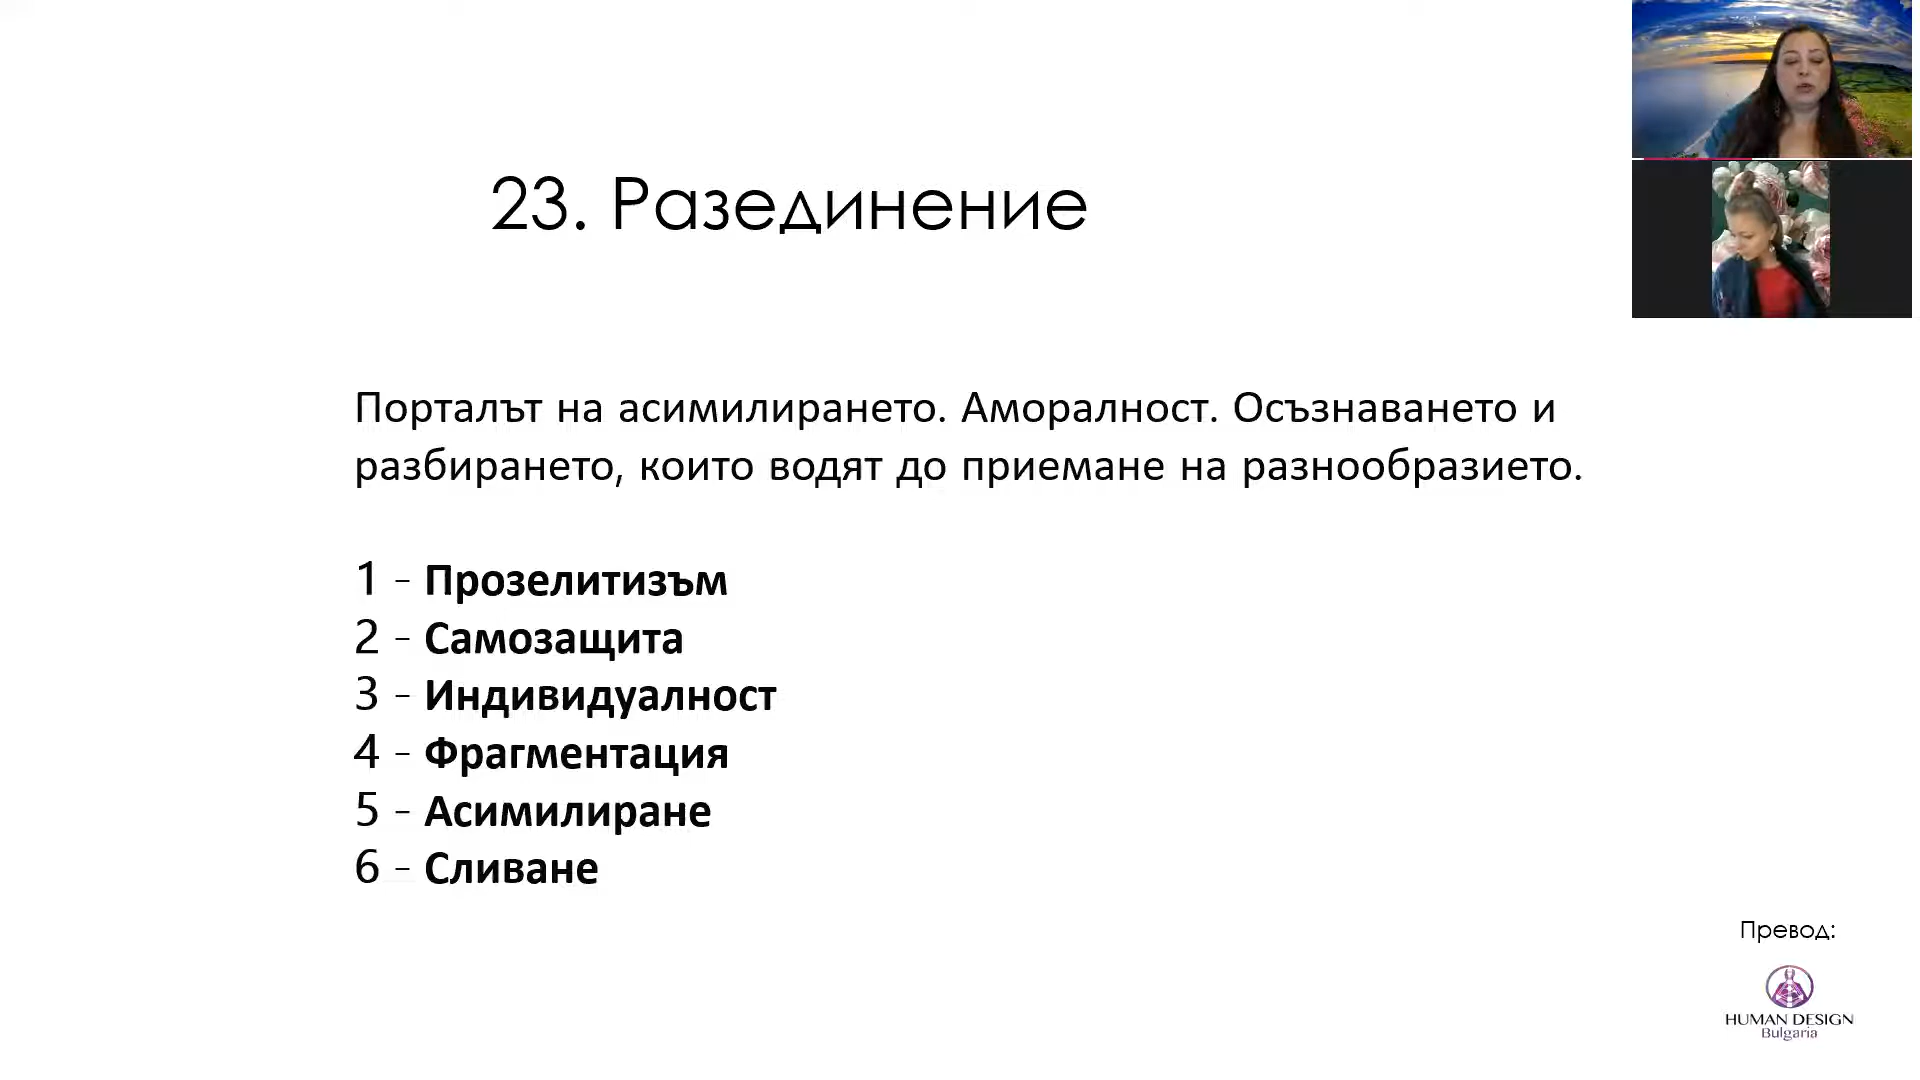 23. Разединение
Порталът на асимилирането. Аморалност. Осъзнаването и
разбирането, които водят до приемане на разнообразието.
1 - Прозелитизъм
2 - Самозащита
3 - Индивидуалност
4 - Фрагментация
5 - Асимилиране
6 - Сливане
Превод:
HUMAN DESIGN
Bulgaria